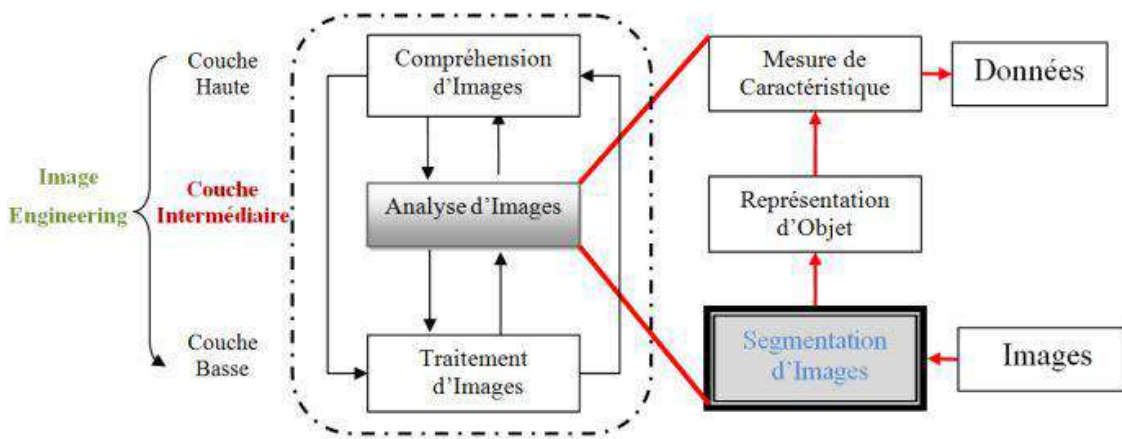 Image
Engineering
Couche
Haute
Couche
Intermédiaire
Couche
Basse
Compréhension
d'Images
Analyse d'Images
Traitement
d'Images
Mesure de
Caractéristique
Données
Représentation
d'Objet
Segmentation
d'Images
Images